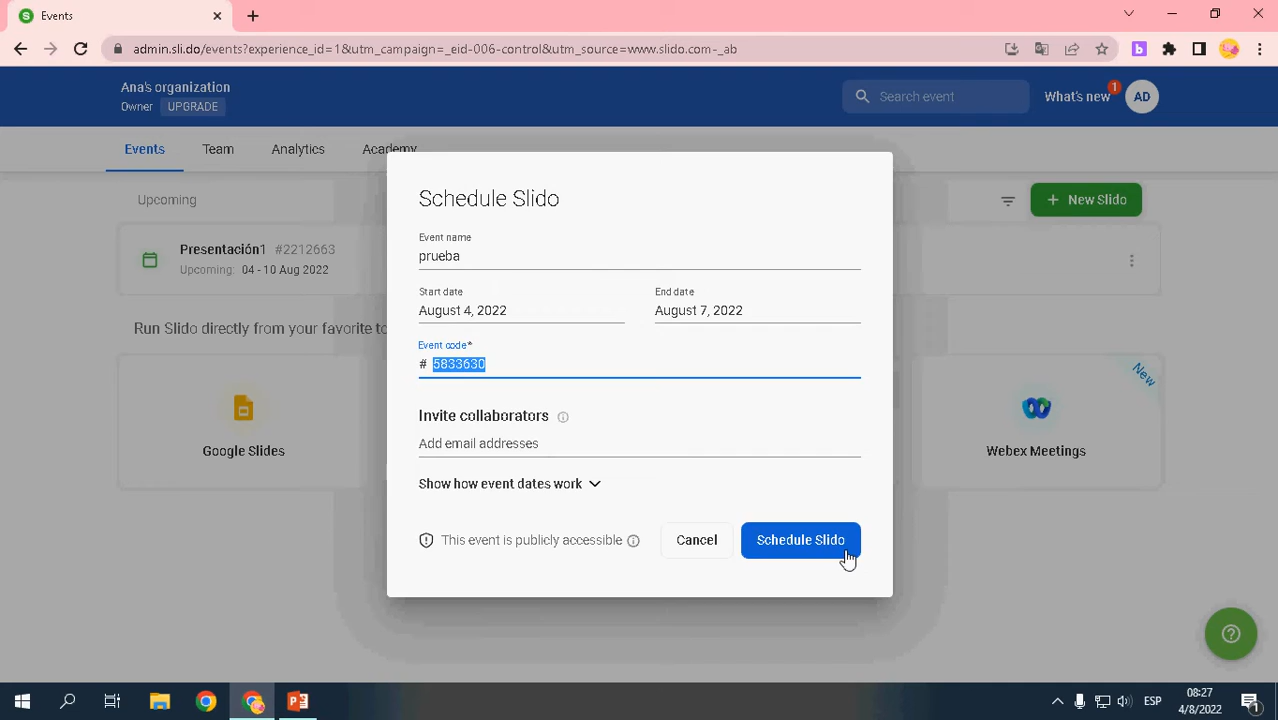 Events
admin.sli.do/events?experience_id=1&utm_campaign=_eid-006-control&utm_source=www.slido.com-_ab
Ana's organization
Owner UPGRADE
Search event
What's new 1 AD
Events Team Analytics Academy
Upcoming
+ New Slido
Presentación1 #2212663
Upcoming: 04 - 10 Aug 2022
Run Slido directly from your favorite to
Google Slides
New
Webex Meetings
Schedule Slido
Event name
prueba
Start date End date
August 4, 2022 August 7, 2022
Event code*
# 5833630
Invite collaborators
Add email addresses
Show how event dates work
This event is publicly accessible Cancel Schedule Slido
ESP
08:27
4/8/2022
1